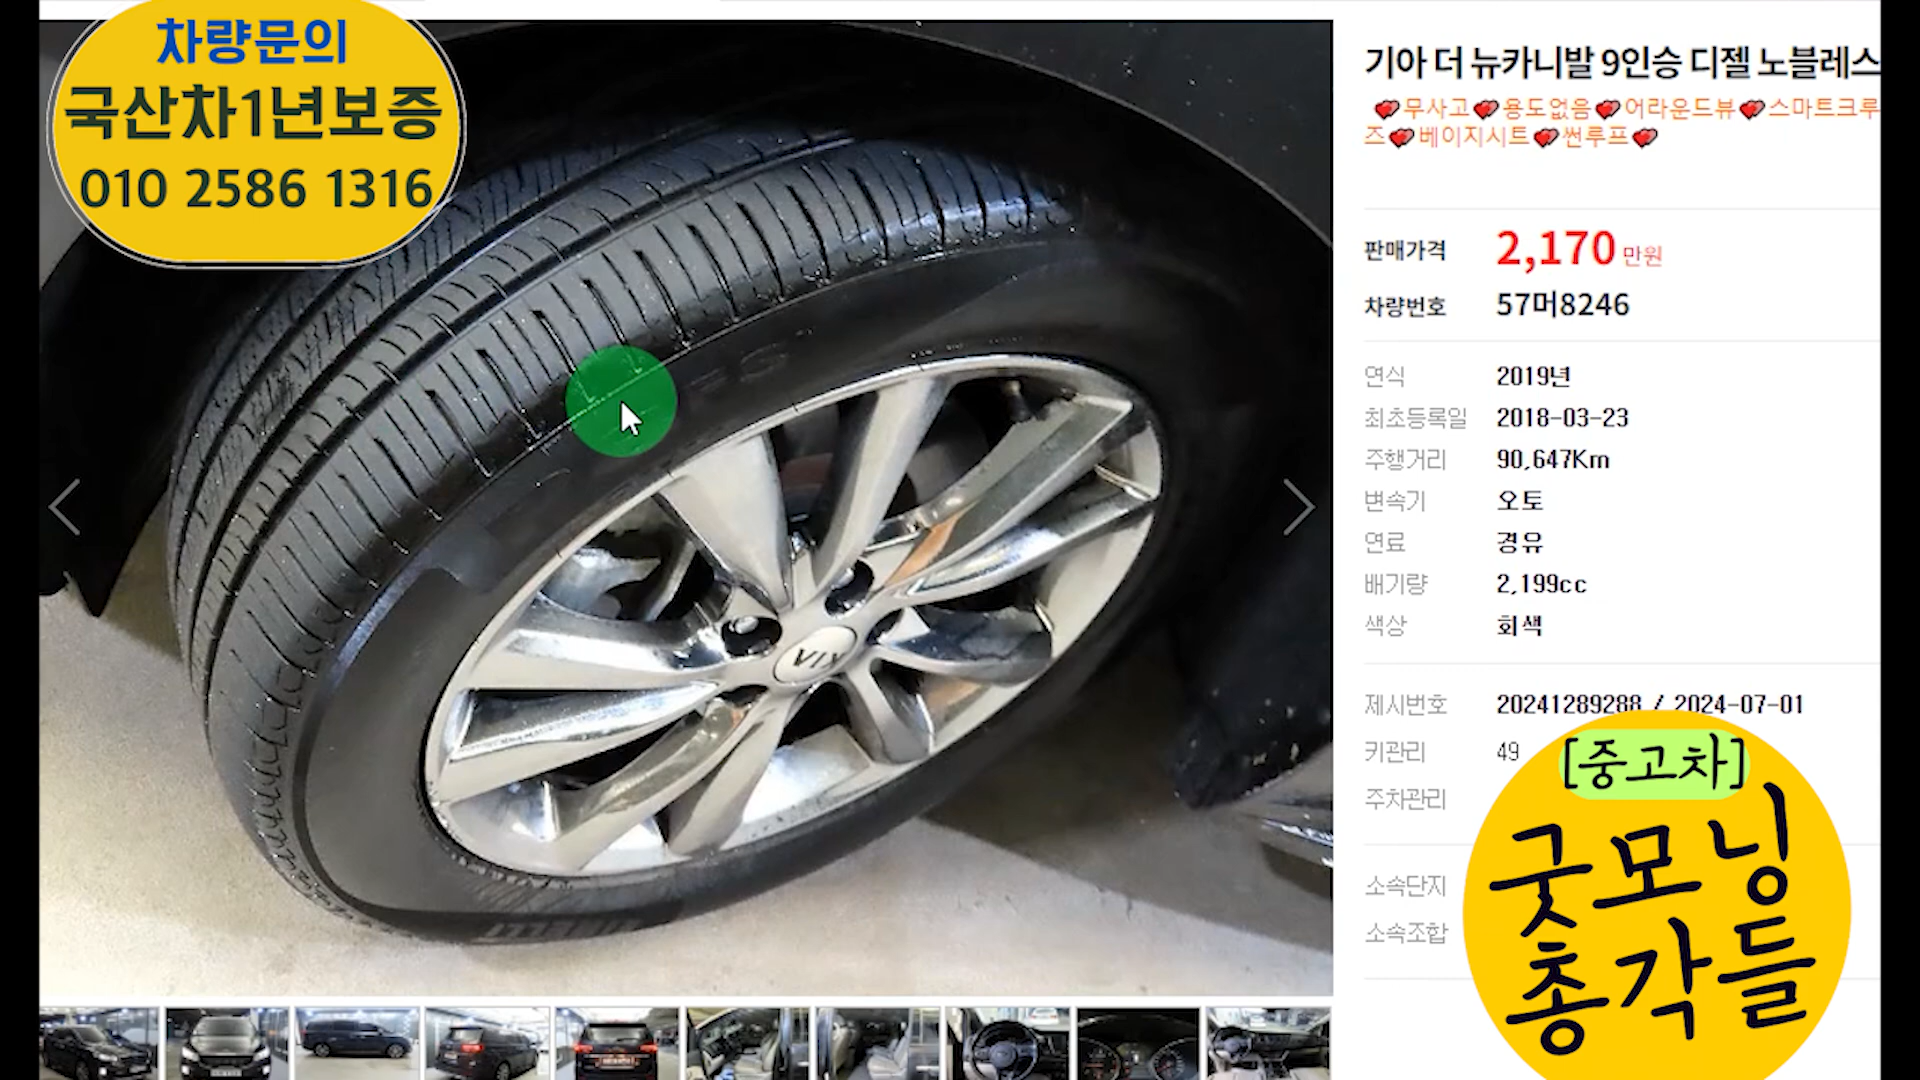 차량문의
국산차1년보증
010 2586 1316
KIA
기아 더 뉴카니발 9인승 디젤 노블레스
무사고 용도없음 어라운드뷰 스마트크루
즈 베이지시트 썬루프
판매가격 2,170 만원
차량번호 57머8246
연식 2019년
최초등록일 2018-03-23
주행거리 90,647Km
변속기 오토
연료 경유
배기량 2,199cc
색상 회색
제시번호 20241289288 / 2024-07-01
키관리 49
주차관리
소속단지
소속조합
[중고차]
굿모닝
총각들